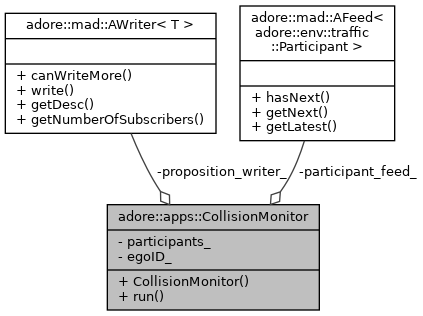 adore::mad::AWriter< T >
+ canWriteMore()
+ write()
+ getDesc()
+ getNumberOfSubscribers()
adore::mad::AFeed<
adore::env::traffic
::Participant >
+ hasNext()
+ getNext()
+ getLatest()
-proposition_writer_
-participant_feed_
adore::apps::CollisionMonitor
- participants_
- egoID_
+ CollisionMonitor()
+ run()